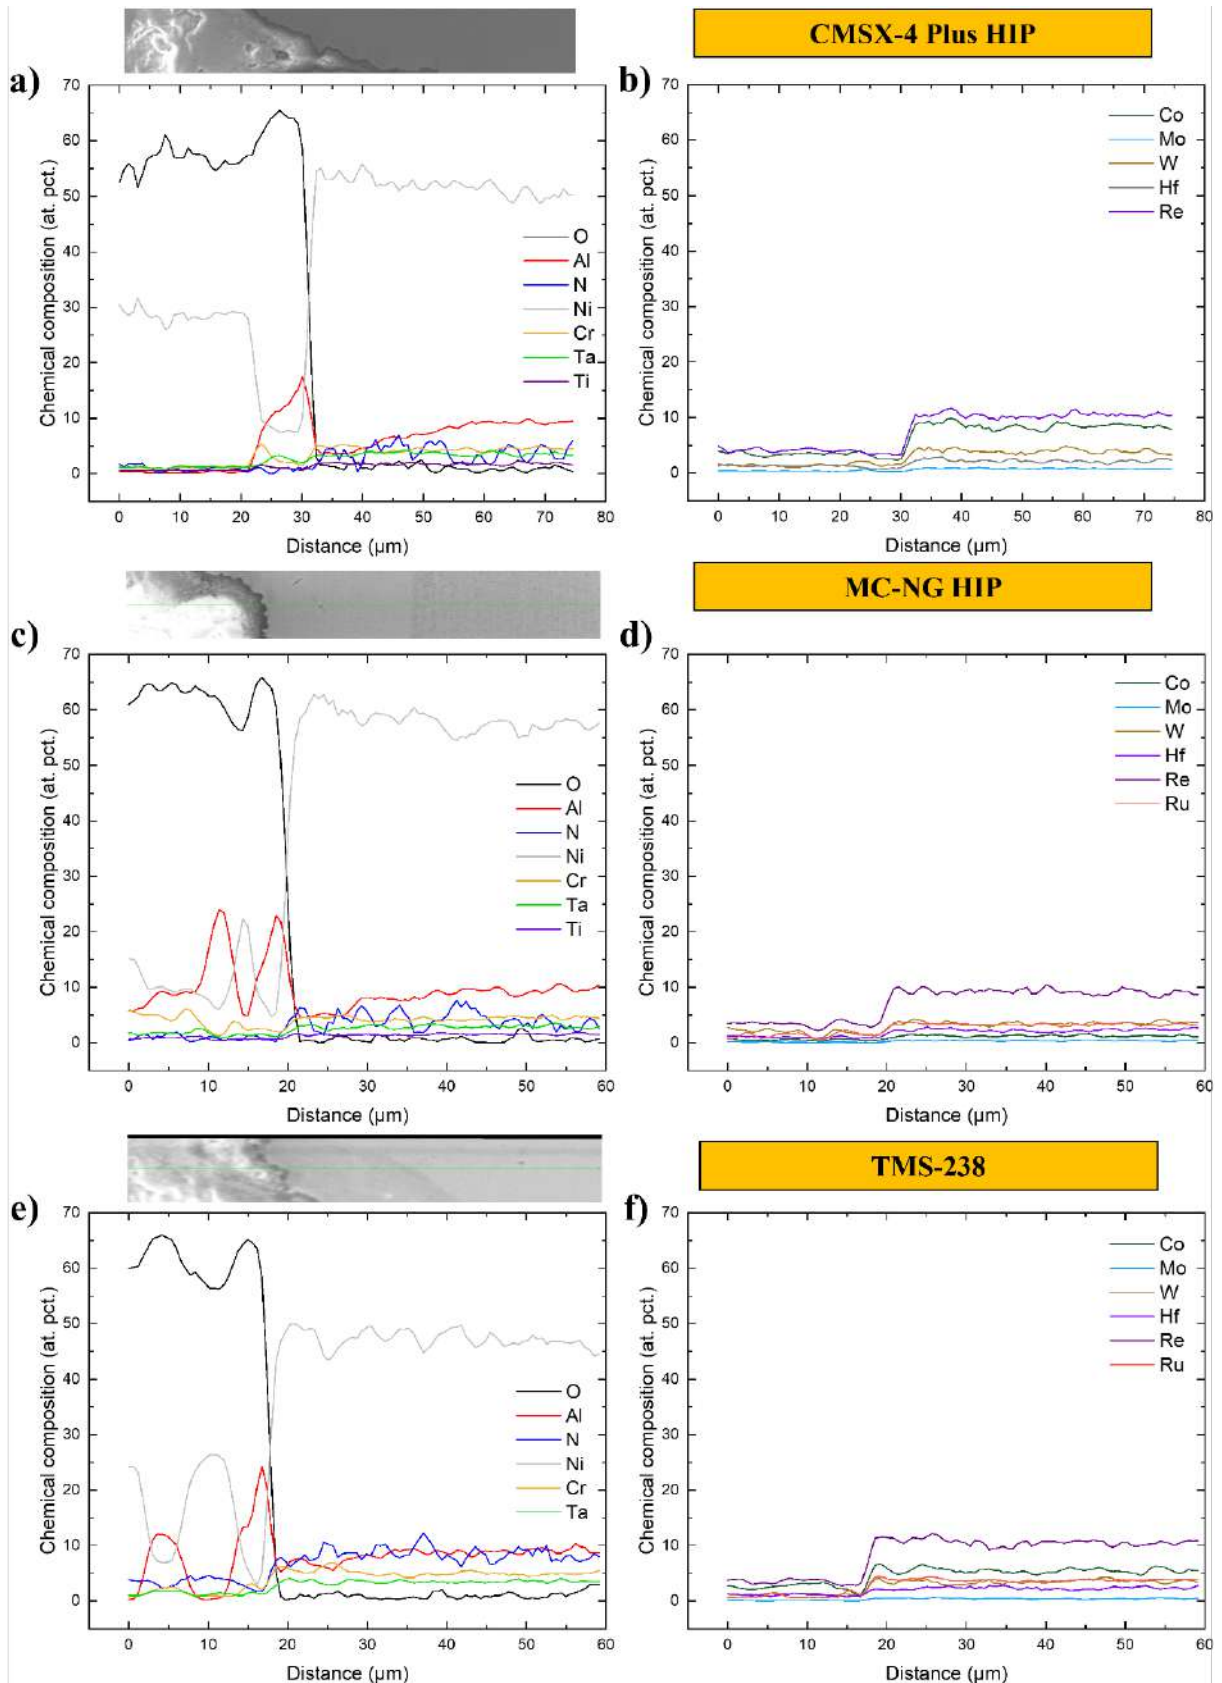 CMSX-4 Plus HIP
a)
70
60
50
40
30
20
10
0
Chemical composition (at. pct.)
O
Al
N
Ni
Cr
Ta
Ti
0 10 20 30 40 50 60 70 80
Distance (µm)
b)
70
60
50
40
30
20
10
0
Chemical composition (at. pct.)
Co
Mo
W
Hf
Re
0 10 20 30 40 50 60 70 80
Distance (µm)
MC-NG HIP
c)
70
60
50
40
30
20
10
0
Chemical composition (at. pct.)
O
Al
N
Ni
Cr
Ta
Ti
0 10 20 30 40 50 60
Distance (µm)
d)
70
60
50
40
30
20
10
0
Chemical composition (at. pct.)
Co
Mo
W
Hf
Re
Ru
0 10 20 30 40 50 60
Distance (µm)
TMS-238
e)
70
60
50
40
30
20
10
0
Chemical composition (at. pct.)
O
Al
N
Ni
Cr
Ta
0 10 20 30 40 50 60
Distance (µm)
f)
70
60
50
40
30
20
10
0
Chemical composition (at. pct.)
Co
Mo
W
Hf
Re
Ru
0 10 20 30 40 50 60
Distance (µm)